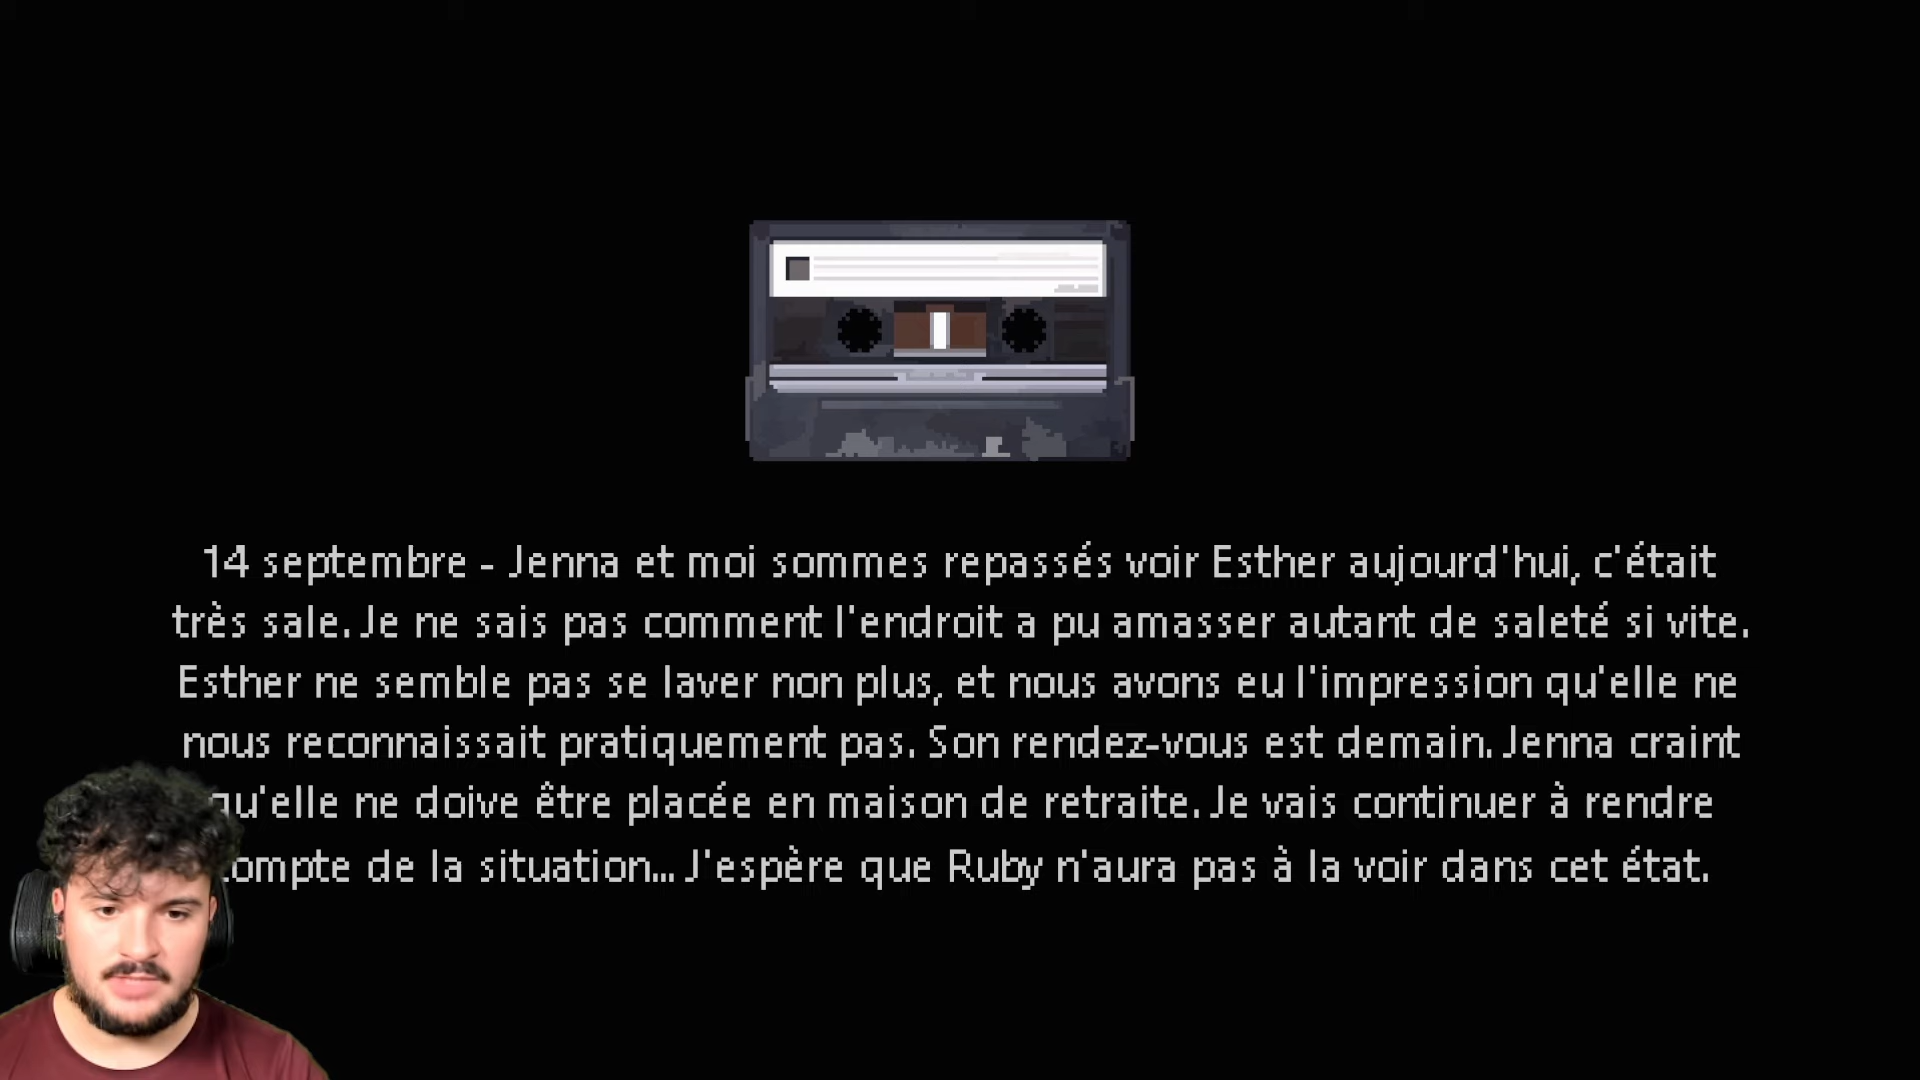 14 septembre - Jenna et moi sommes repassés voir Esther aujourd'hui, c'était
très sale. Je ne sais pas comment l'endroit a pu amasser autant de saleté si vite.
Esther ne semble pas se laver non plus, et nous avons eu l'impression qu'elle ne
nous reconnaissait pratiquement pas. Son rendez-vous est demain. Jenna craint
qu'elle ne doive être placée en maison de retraite. Je vais continuer à rendre
compte de la situation... J'espère que Ruby n'aura pas à la voir dans cet état.